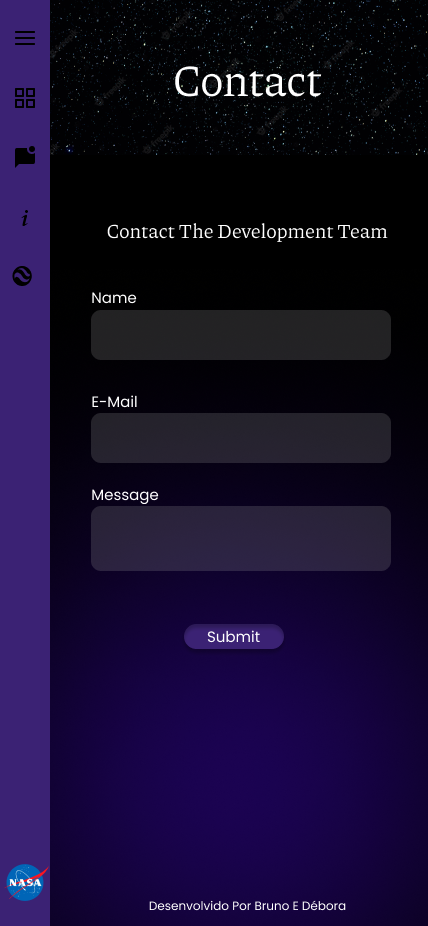 Contact
Contact The Development Team
Name
E-Mail
Message
Submit
NASA
Desenvolvido Por Bruno E Débora